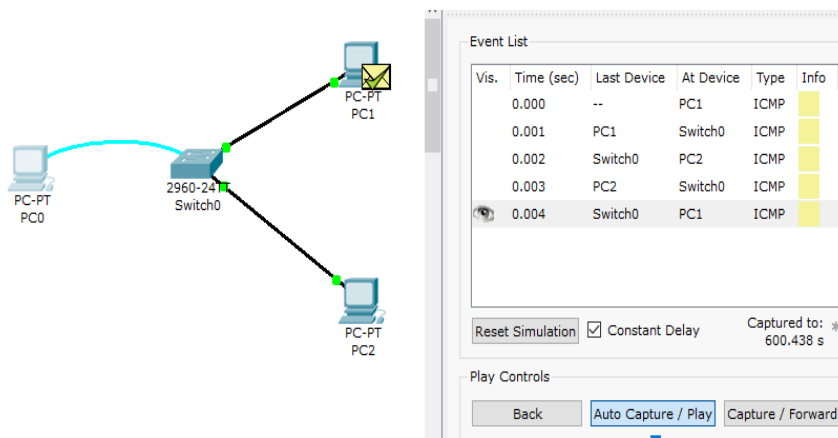 PC-PT
PC1
PC-PT
PC0
2960-24TT
Switch0
PC-PT
PC2
Event List
Vis. Time (sec) Last Device At Device Type Info
0.000 -- PC1 ICMP
0.001 PC1 Switch0 ICMP
0.002 Switch0 PC2 ICMP
0.003 PC2 Switch0 ICMP
0.004 Switch0 PC1 ICMP
Reset Simulation Constant Delay Captured to: *
600.438 s
Play Controls
Back Auto Capture / Play Capture / Forward